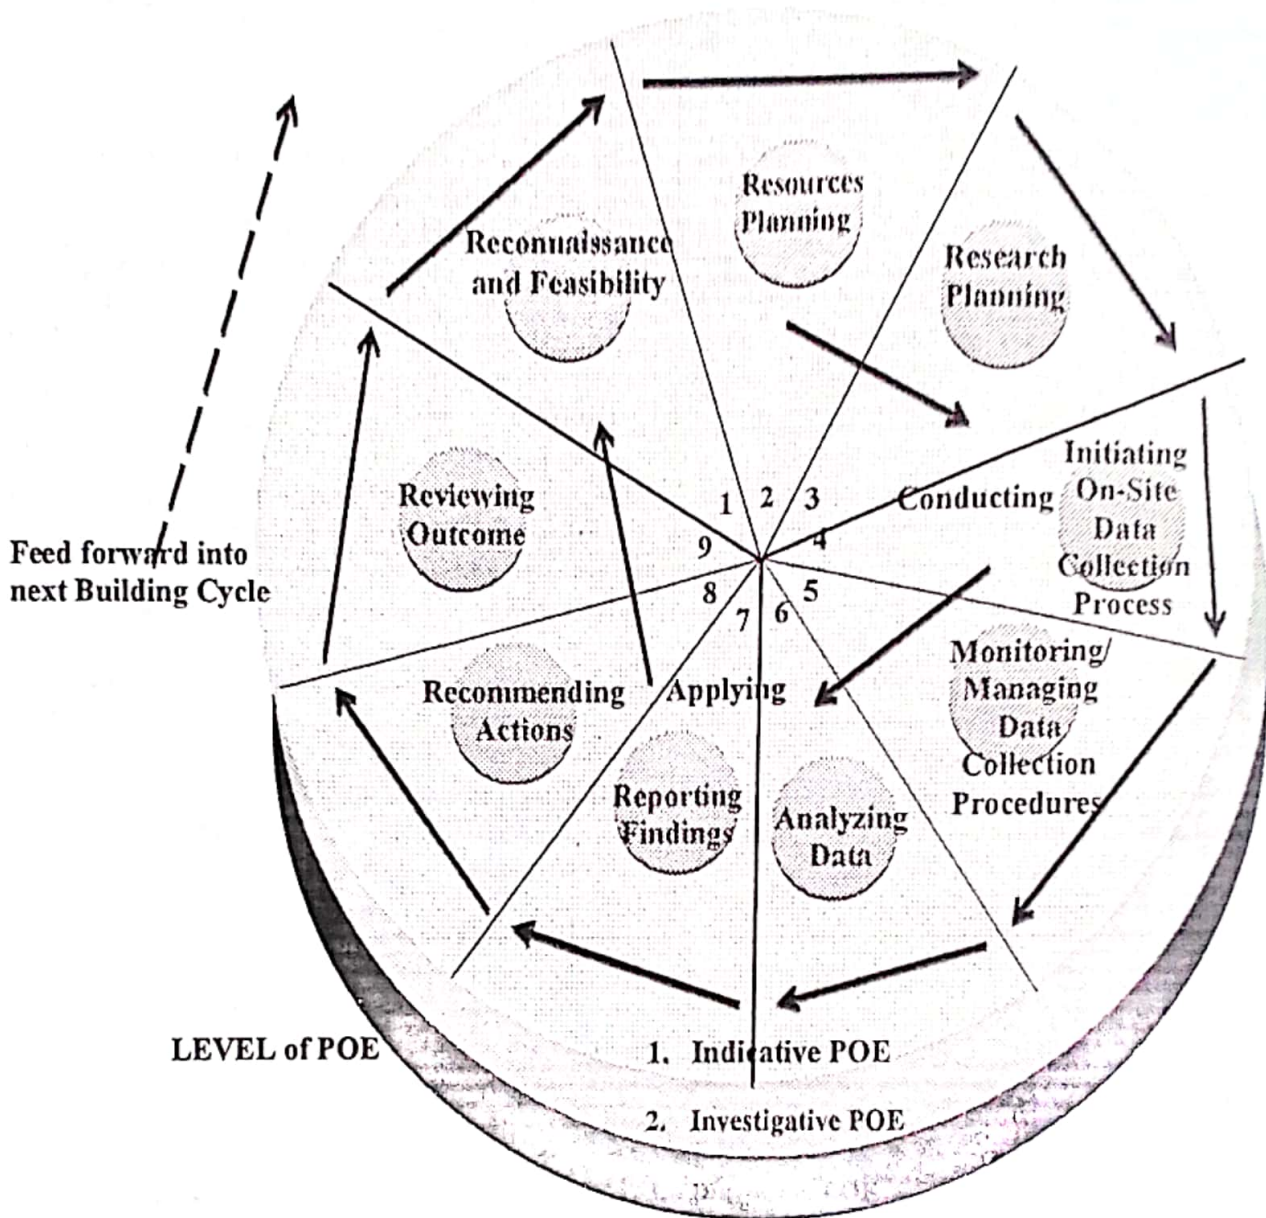 Resources
Planning
Reconnaissance
and Feasibility
Research
Planning
Initiating
On-Site
Data
Collection
Process
Conducting
Reviewing
Outcome
1
2
3
4
5
6
7
8
9
Feed forward into
next Building Cycle
Monitoring/
Managing
Data
Collection
Procedures
Recommending
Actions
Applying
Reporting
Findings
Analyzing
Data
LEVEL of POE
1. Indicative POE
2. Investigative POE